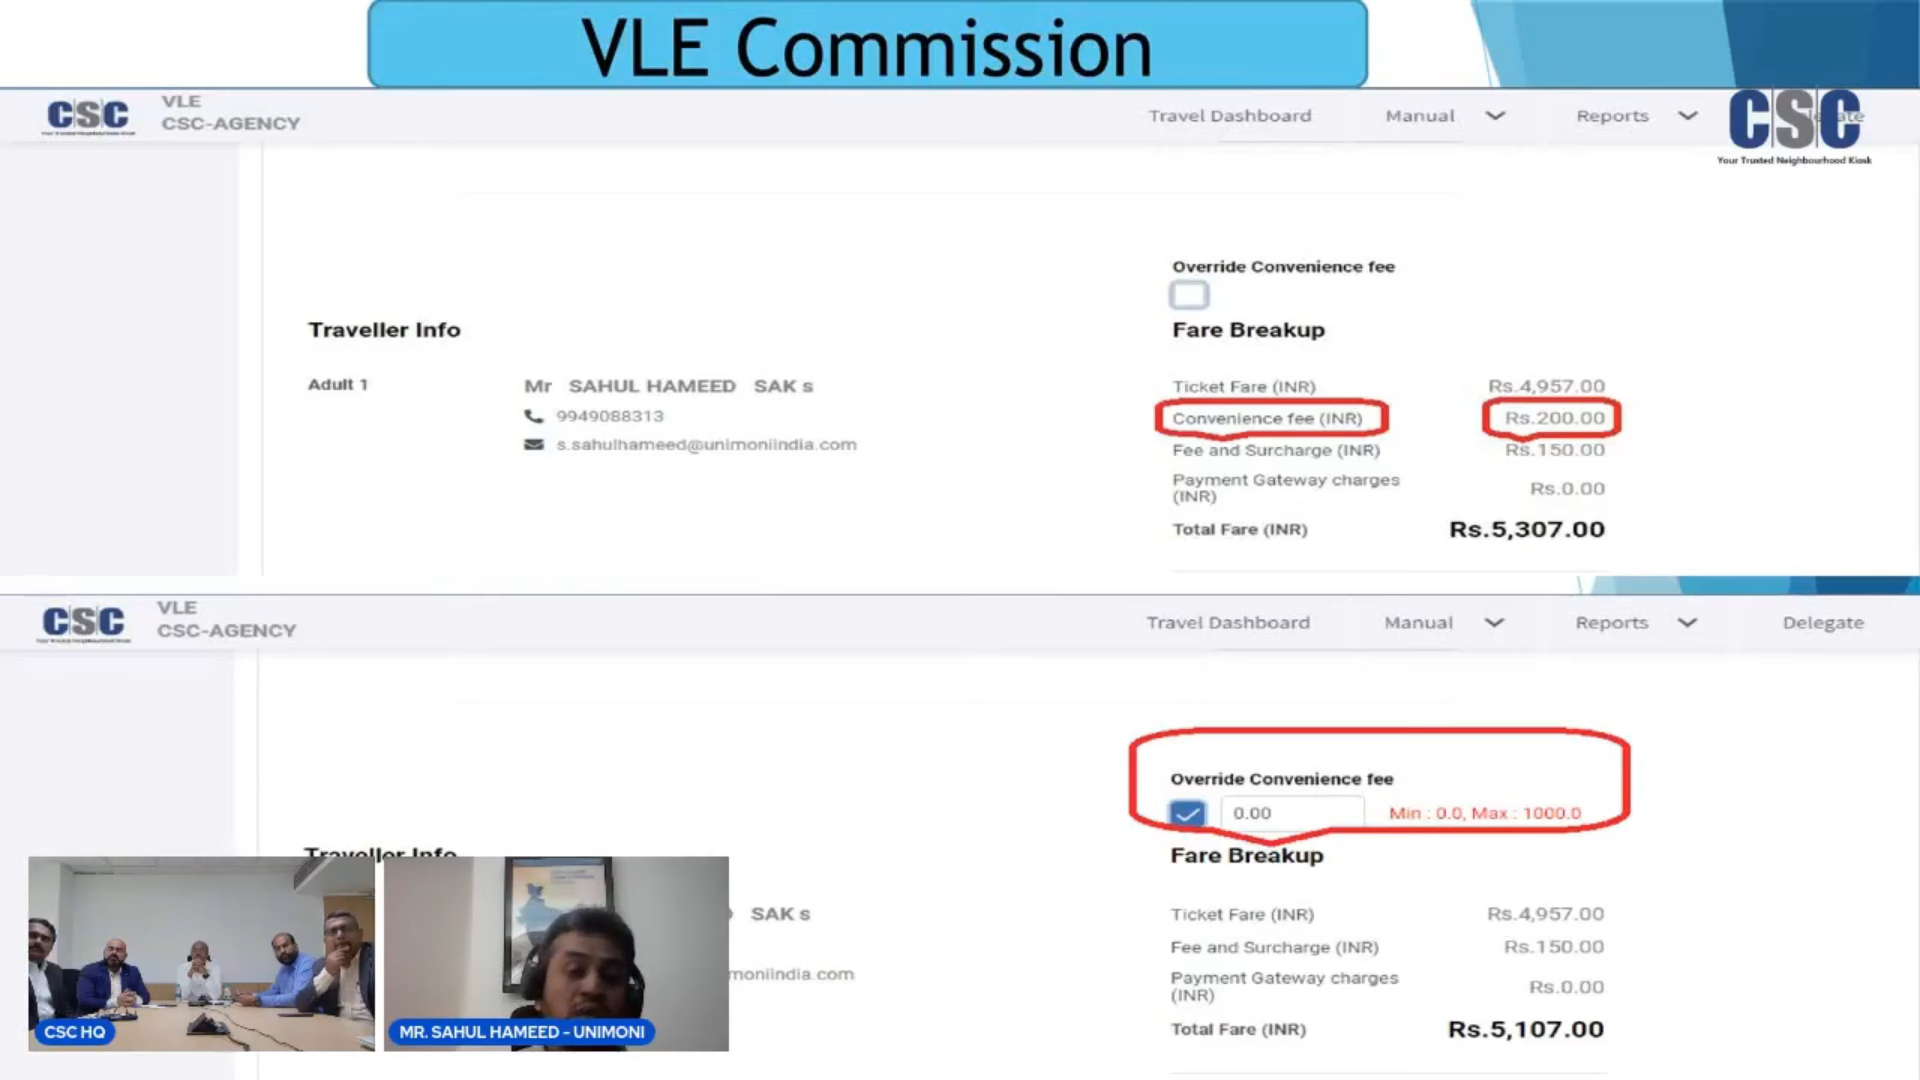 VLE Commission
CSC
VLE
CSC-AGENCY
Travel Dashboard
Manual
Reports
CSC
Your Trusted Neighbourhood Kiosk
Override Convenience fee
Traveller Info
Fare Breakup
Adult 1
Mr SAHUL HAMEED SAK s
9949088313
s.sahulhameed@unimoniindia.com
Ticket Fare (INR) Rs.4,957.00
Convenience fee (INR) Rs.200.00
Fee and Surcharge (INR) Rs.150.00
Payment Gateway charges
(INR) Rs.0.00
Total Fare (INR) Rs.5,307.00
CSC
VLE
CSC-AGENCY
Travel Dashboard
Manual
Reports
Delegate
Override Convenience fee
0.00 Min : 0.0, Max : 1000.0
Traveller Info
Fare Breakup
SAK s
moniindia.com
Ticket Fare (INR) Rs.4,957.00
Fee and Surcharge (INR) Rs.150.00
Payment Gateway charges
(INR) Rs.0.00
Total Fare (INR) Rs.5,107.00
CSC HQ
MR. SAHUL HAMEED - UNIMONI